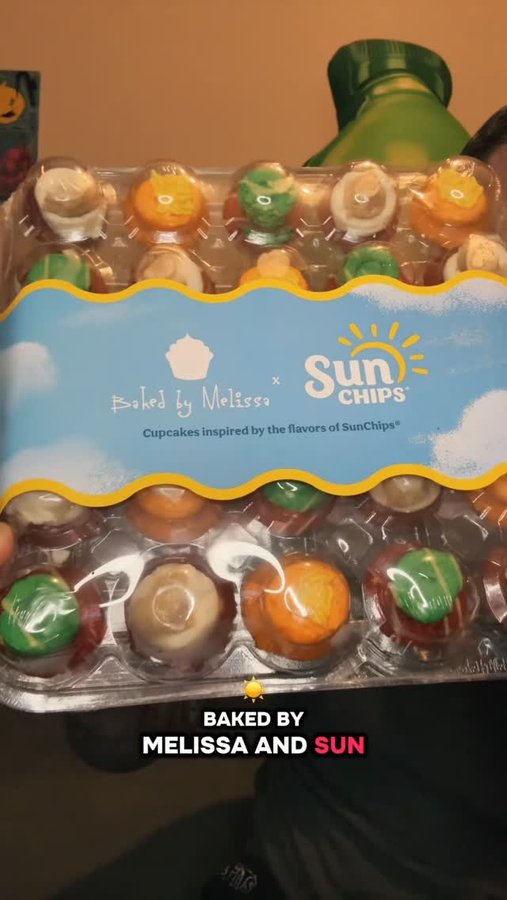 Baked by Melissa
x
Sun
CHIPS
Cupcakes inspired by the flavors of SunChips®
BAKED BY
MELISSA AND SUN